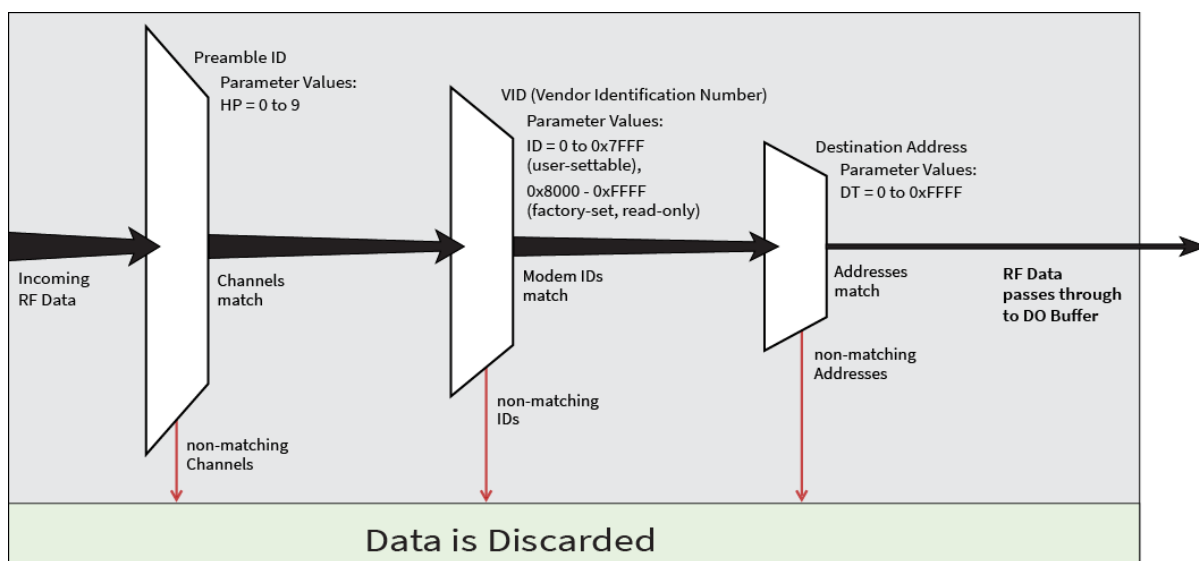 Preamble ID
Parameter Values:
HP = 0 to 9
VID (Vendor Identification Number)
Parameter Values:
ID = 0 to 0x7FFF
(user-settable),
0x8000 - 0xFFFF
(factory-set, read-only)
Destination Address
Parameter Values:
DT = 0 to 0xFFFF
Incoming
RF Data
Channels
match
Modem IDs
match
Addresses
match
RF Data
passes through
to DO Buffer
non-matching
Channels
non-matching
IDs
non-matching
Addresses
Data is Discarded